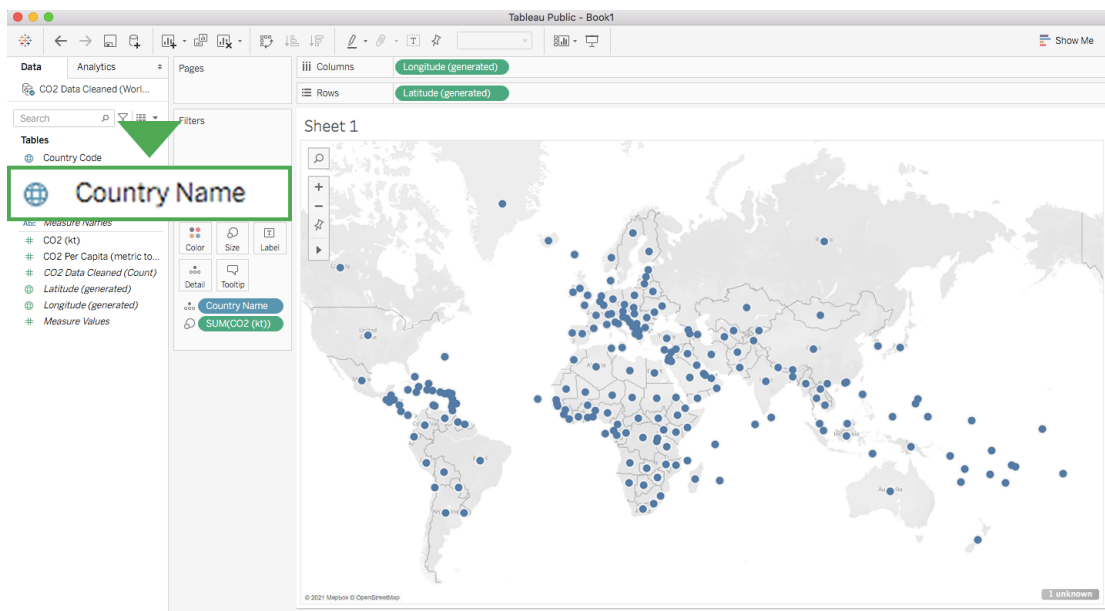 Tableau Public - Book1
Show Me
Data
Analytics
Pages
iii Columns
Longitude (generated)
CO2 Data Cleaned (Worl...
Rows
Latitude (generated)
Search
Filters
Sheet 1
Tables
Country Code
Country Name
Abc Measure Names
# CO2 (kt)
# CO2 Per Capita (metric to...
# CO2 Data Cleaned (Count)
Latitude (generated)
Longitude (generated)
# Measure Values
Color
Size
Label
Detail
Tooltip
Country Name
SUM(CO2 (kt))
© 2021 Mapbox © OpenStreetMap
1 unknown